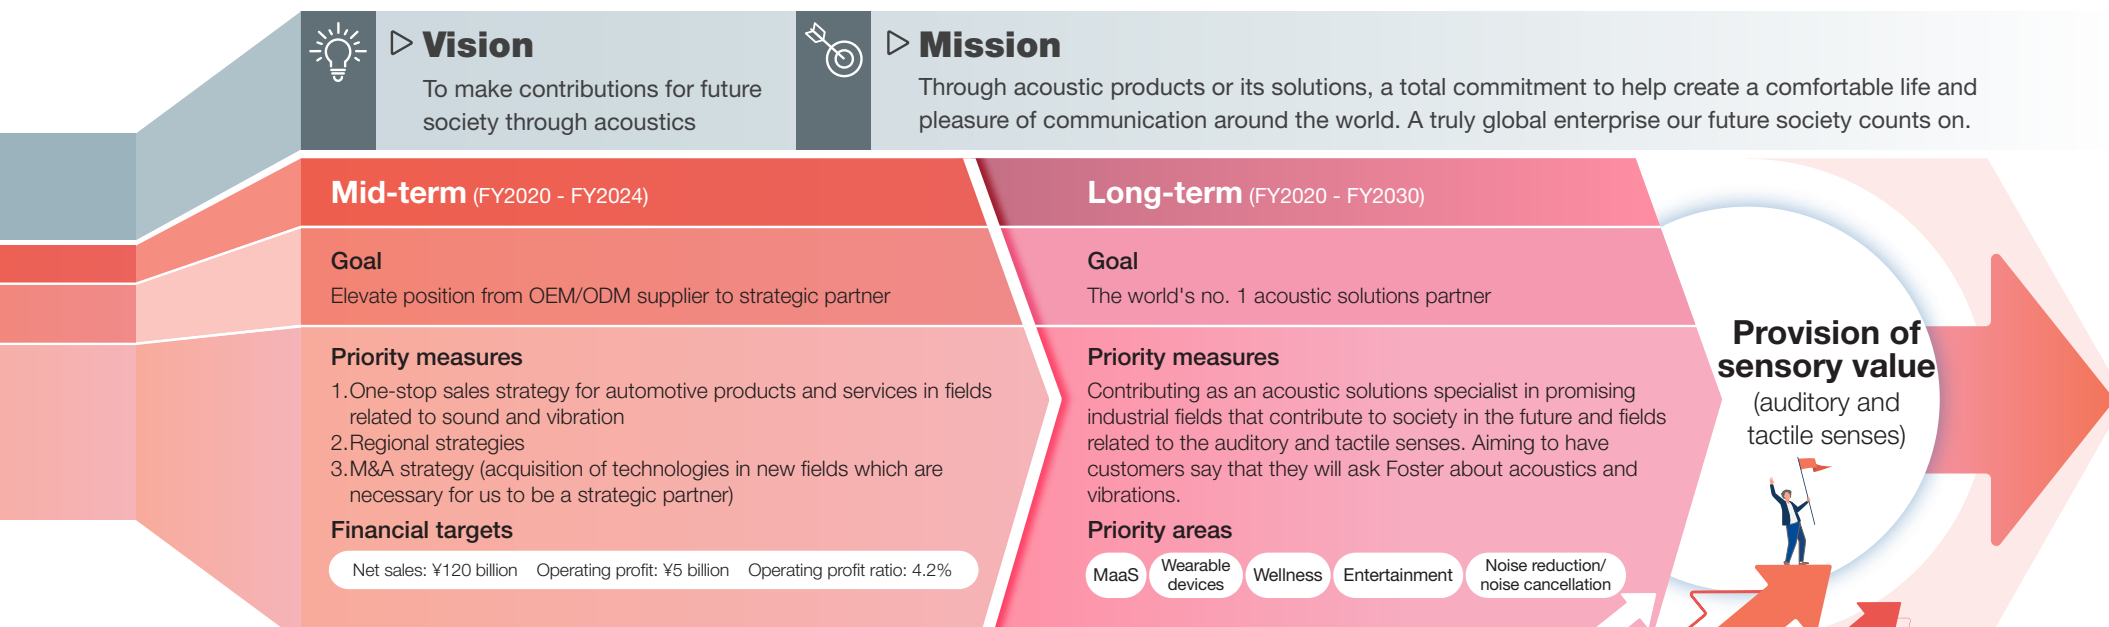 Vision
To make contributions for future
society through acoustics
Mission
Through acoustic products or its solutions, a total commitment to help create a comfortable life and
pleasure of communication around the world. A truly global enterprise our future society counts on.
Mid-term (FY2020 - FY2024)
Goal
Elevate position from OEM/ODM supplier to strategic partner
Priority measures
1.One-stop sales strategy for automotive products and services in fields
related to sound and vibration
2.Regional strategies
3.M&A strategy (acquisition of technologies in new fields which are
necessary for us to be a strategic partner)
Financial targets
Net sales: ¥120 billion Operating profit: ¥5 billion Operating profit ratio: 4.2%
Long-term (FY2020 - FY2030)
Goal
The world's no. 1 acoustic solutions partner
Priority measures
Contributing as an acoustic solutions specialist in promising
industrial fields that contribute to society in the future and fields
related to the auditory and tactile senses. Aiming to have
customers say that they will ask Foster about acoustics and
vibrations.
Priority areas
MaaS
Wearable
devices
Wellness
Entertainment
Noise reduction/
noise cancellation
Provision of
sensory value
(auditory and
tactile senses)